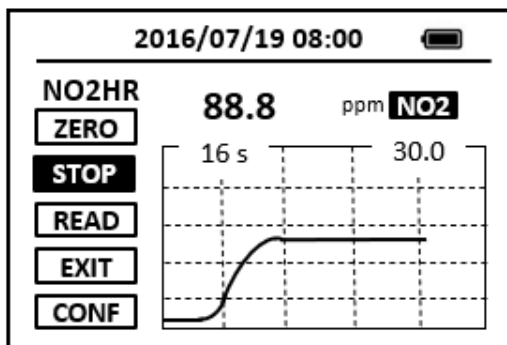 2016/07/19 08:00
NO2HR
88.8 ppm NO2
ZERO
16 s 30.0
STOP
READ
EXIT
CONF